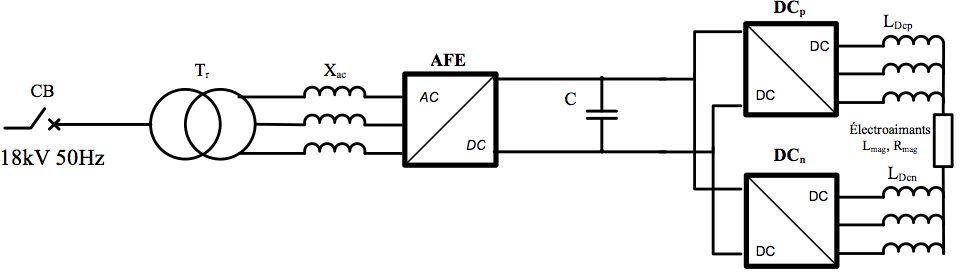 CB
18kV 50Hz
Tr
Xac
AFE
AC
DC
C
DCp
DC
DC
LDcp
Électroaimants
Lmag, Rmag
DCn
DC
DC
LDcn